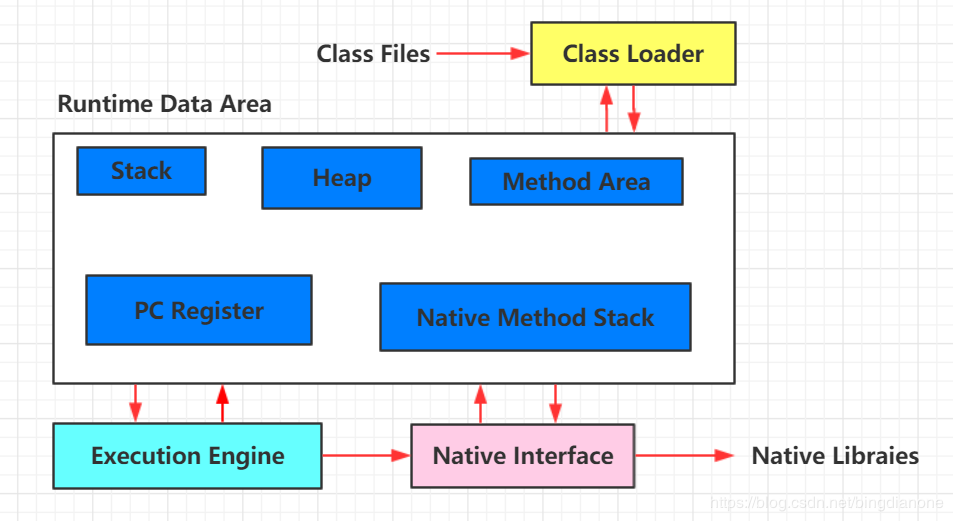 Class Files
Class Loader
Runtime Data Area
Stack
Heap
Method Area
PC Register
Native Method Stack
Execution Engine
Native Interface
Native Libraies
https://blog.csdn.net/bingdianone